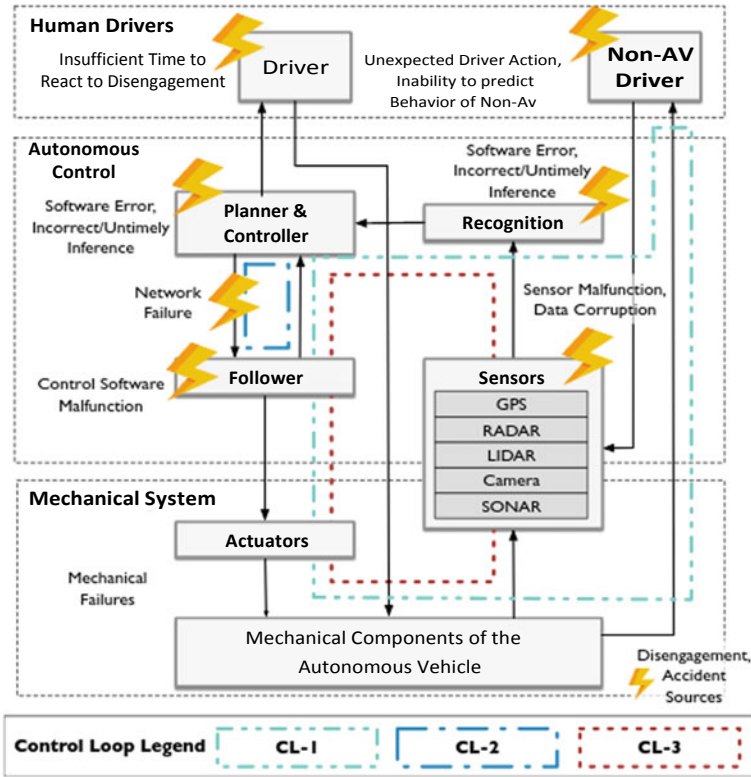 Human Drivers
Insufficient Time to
React to Disengagement
Driver
Unexpected Driver Action,
Inability to predict
Behavior of Non-Av
Non-AV
Driver
Autonomous
Control
Software Error,
Incorrect/Untimely
Inference
Planner &
Controller
Software Error,
Incorrect/Untimely
Inference
Recognition
Network
Failure
Sensor Malfunction,
Data Corruption
Control Software
Malfunction
Follower
Sensors
GPS
RADAR
LIDAR
Camera
SONAR
Mechanical System
Actuators
Mechanical
Failures
Mechanical Components of the
Autonomous Vehicle
Disengagement,
Accident
Sources
Control Loop Legend
CL-1
CL-2
CL-3